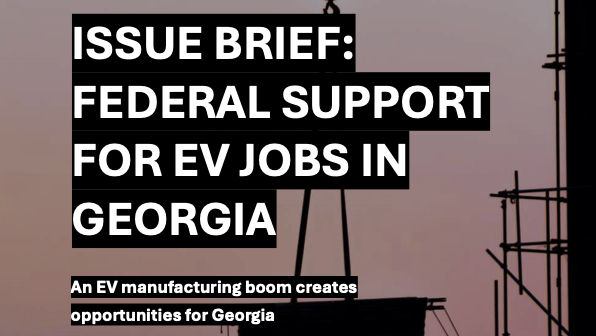 ISSUE BRIEF:
FEDERAL SUPPORT
FOR EV JOBS IN
GEORGIA
An EV manufacturing boom creates
opportunities for Georgia